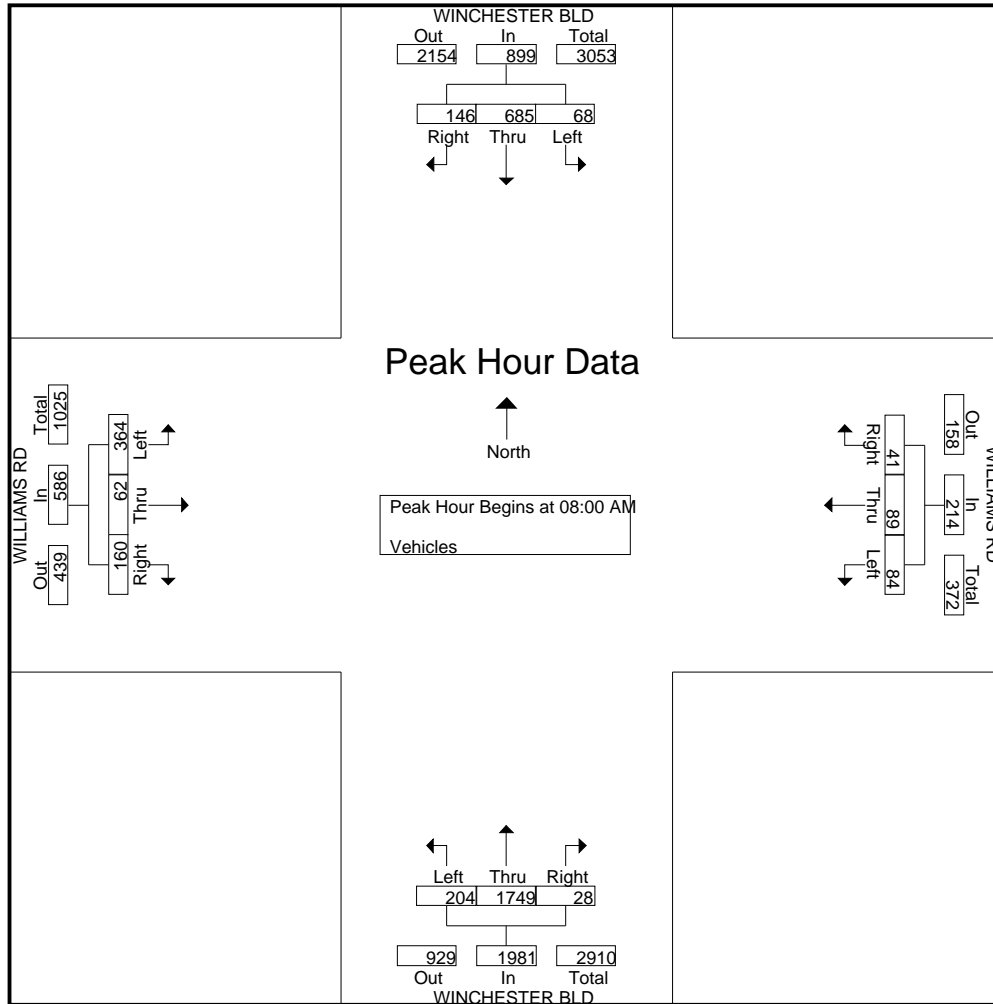 WINCHESTER BLD
Out In Total
2154 899 3053
146 685 68
Right Thru Left
Peak Hour Data
North
Peak Hour Begins at 08:00 AM
Vehicles
WILLIAMS RD
Out In Total
439 586 1025
160 62 364
Right Thru Left
WILLIAMS RD
Out In Total
158 214 372
41 89 84
Right Thru Left
Left Thru Right
204 1749 28
929 1981 2910
Out In Total
WINCHESTER BLD